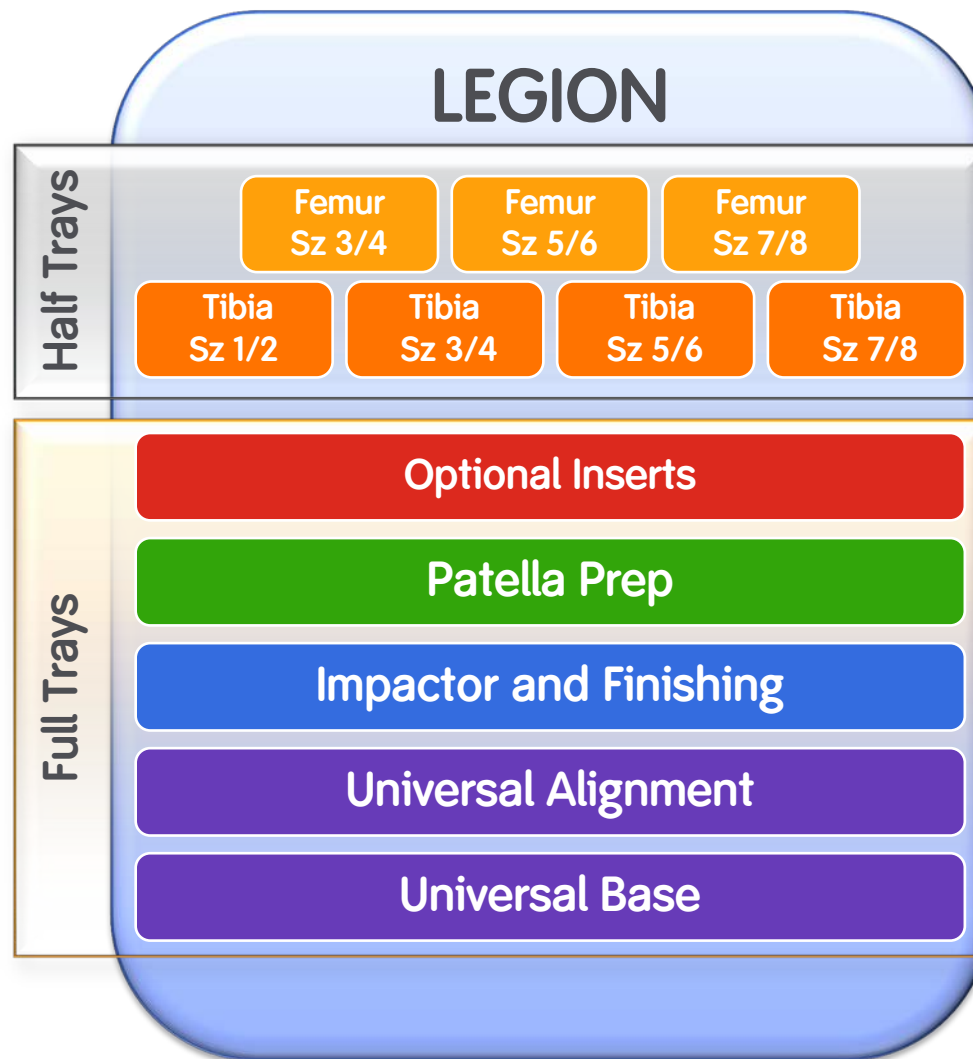 LEGION
Half Trays
Femur
Sz 3/4
Femur
Sz 5/6
Femur
Sz 7/8
Tibia
Sz 1/2
Tibia
Sz 3/4
Tibia
Sz 5/6
Tibia
Sz 7/8
Full Trays
Optional Inserts
Patella Prep
Impactor and Finishing
Universal Alignment
Universal Base